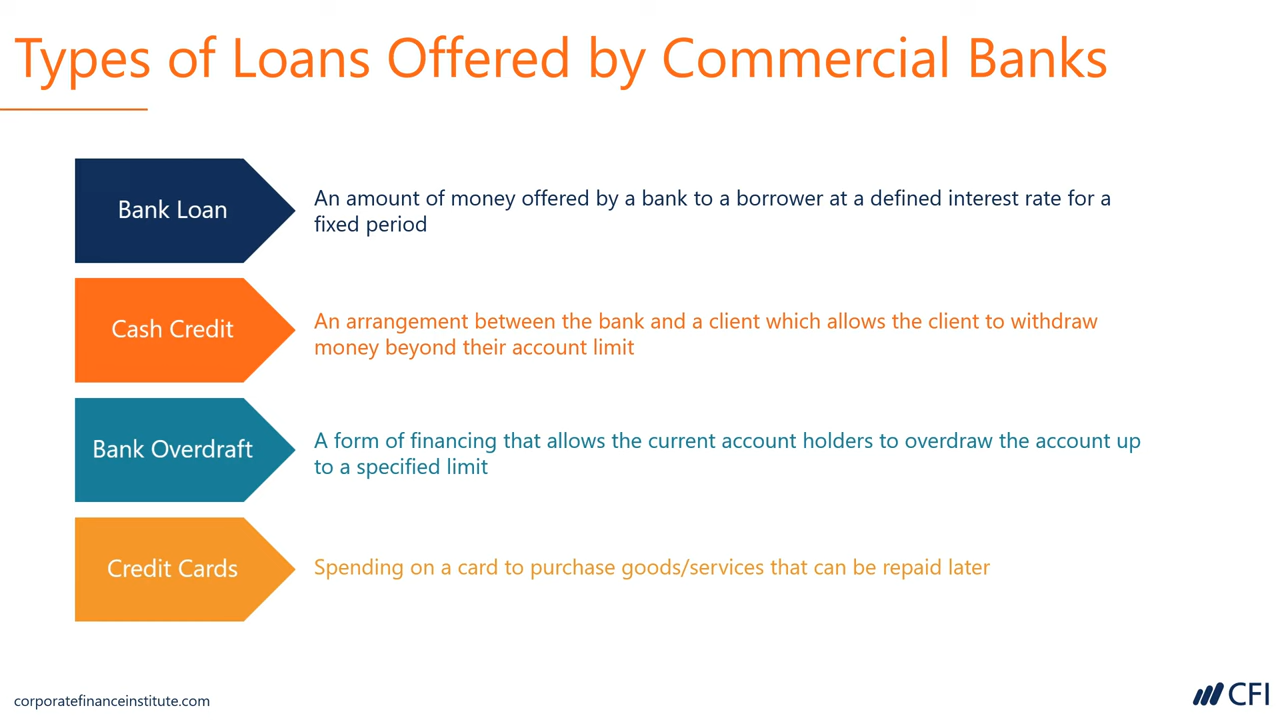 Types of Loans Offered by Commercial Banks
Bank Loan
An amount of money offered by a bank to a borrower at a defined interest rate for a
fixed period
Cash Credit
An arrangement between the bank and a client which allows the client to withdraw
money beyond their account limit
Bank Overdraft
A form of financing that allows the current account holders to overdraw the account up
to a specified limit
Credit Cards
Spending on a card to purchase goods/services that can be repaid later
corporatefinanceinstitute.com
CFI